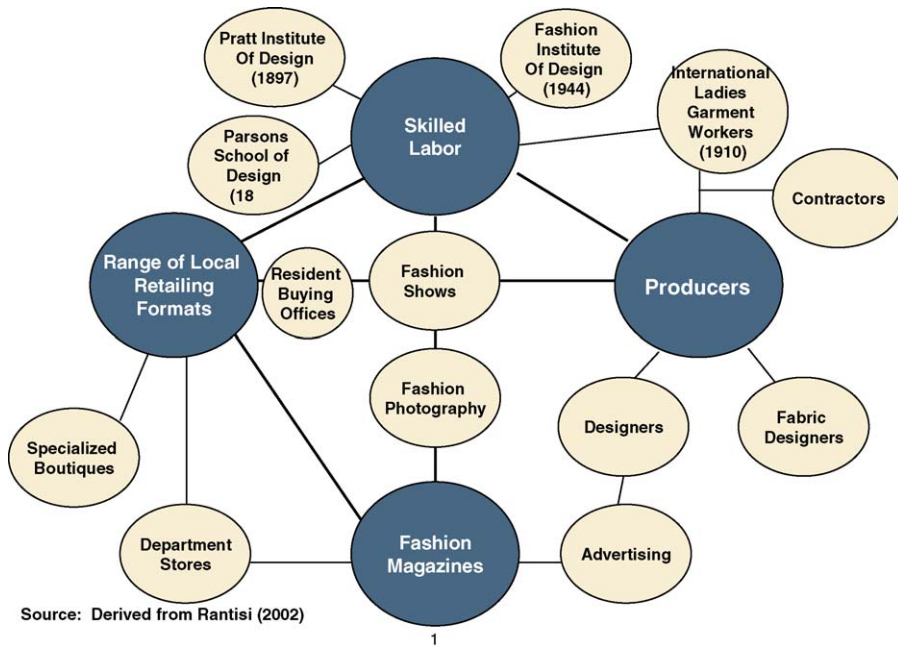 Pratt Institute
Of Design
(1897)
Fashion
Institute
Of Design
(1944)
International
Ladies
Garment
Workers
(1910)
Skilled
Labor
Parsons
School of
Design
(18
Contractors
Range of Local
Retailing
Formats
Resident
Buying
Offices
Fashion
Shows
Producers
Fashion
Photography
Designers
Fabric
Designers
Specialized
Boutiques
Department
Stores
Fashion
Magazines
Advertising
Source: Derived from Rantisi (2002)
1